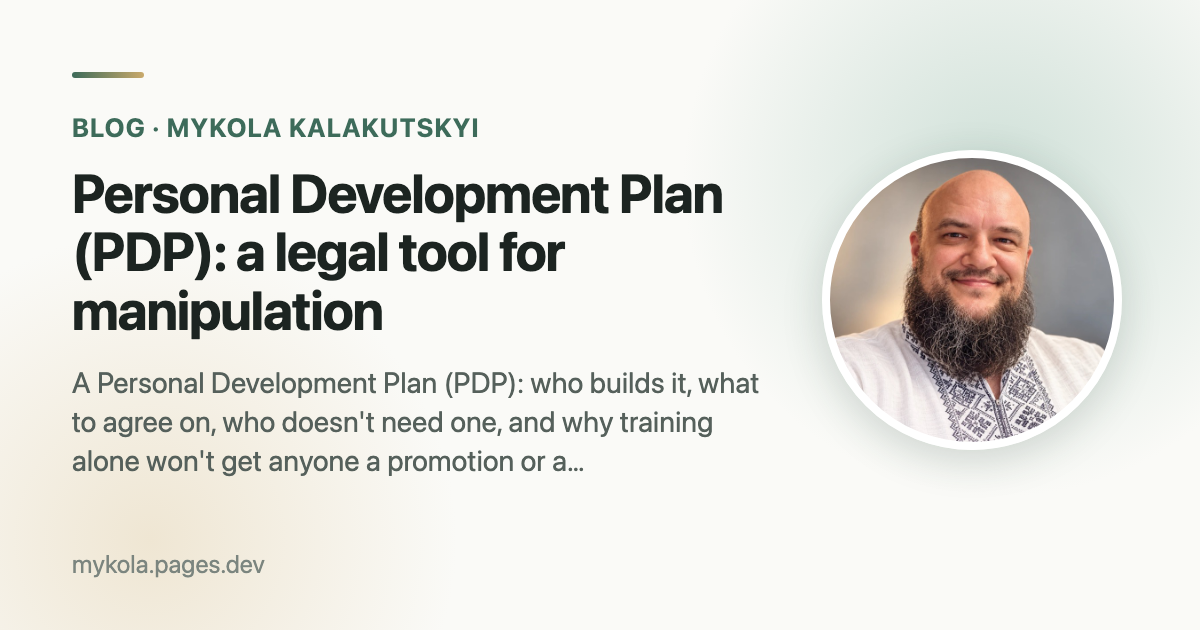 BLOG · MYKOLA KALAKUTSKYI
Personal Development Plan
(PDP): a legal tool for
manipulation
A Personal Development Plan (PDP): who builds it, what
to agree on, who doesn't need one, and why training
alone won't get anyone a promotion or a...
mykola.pages.dev